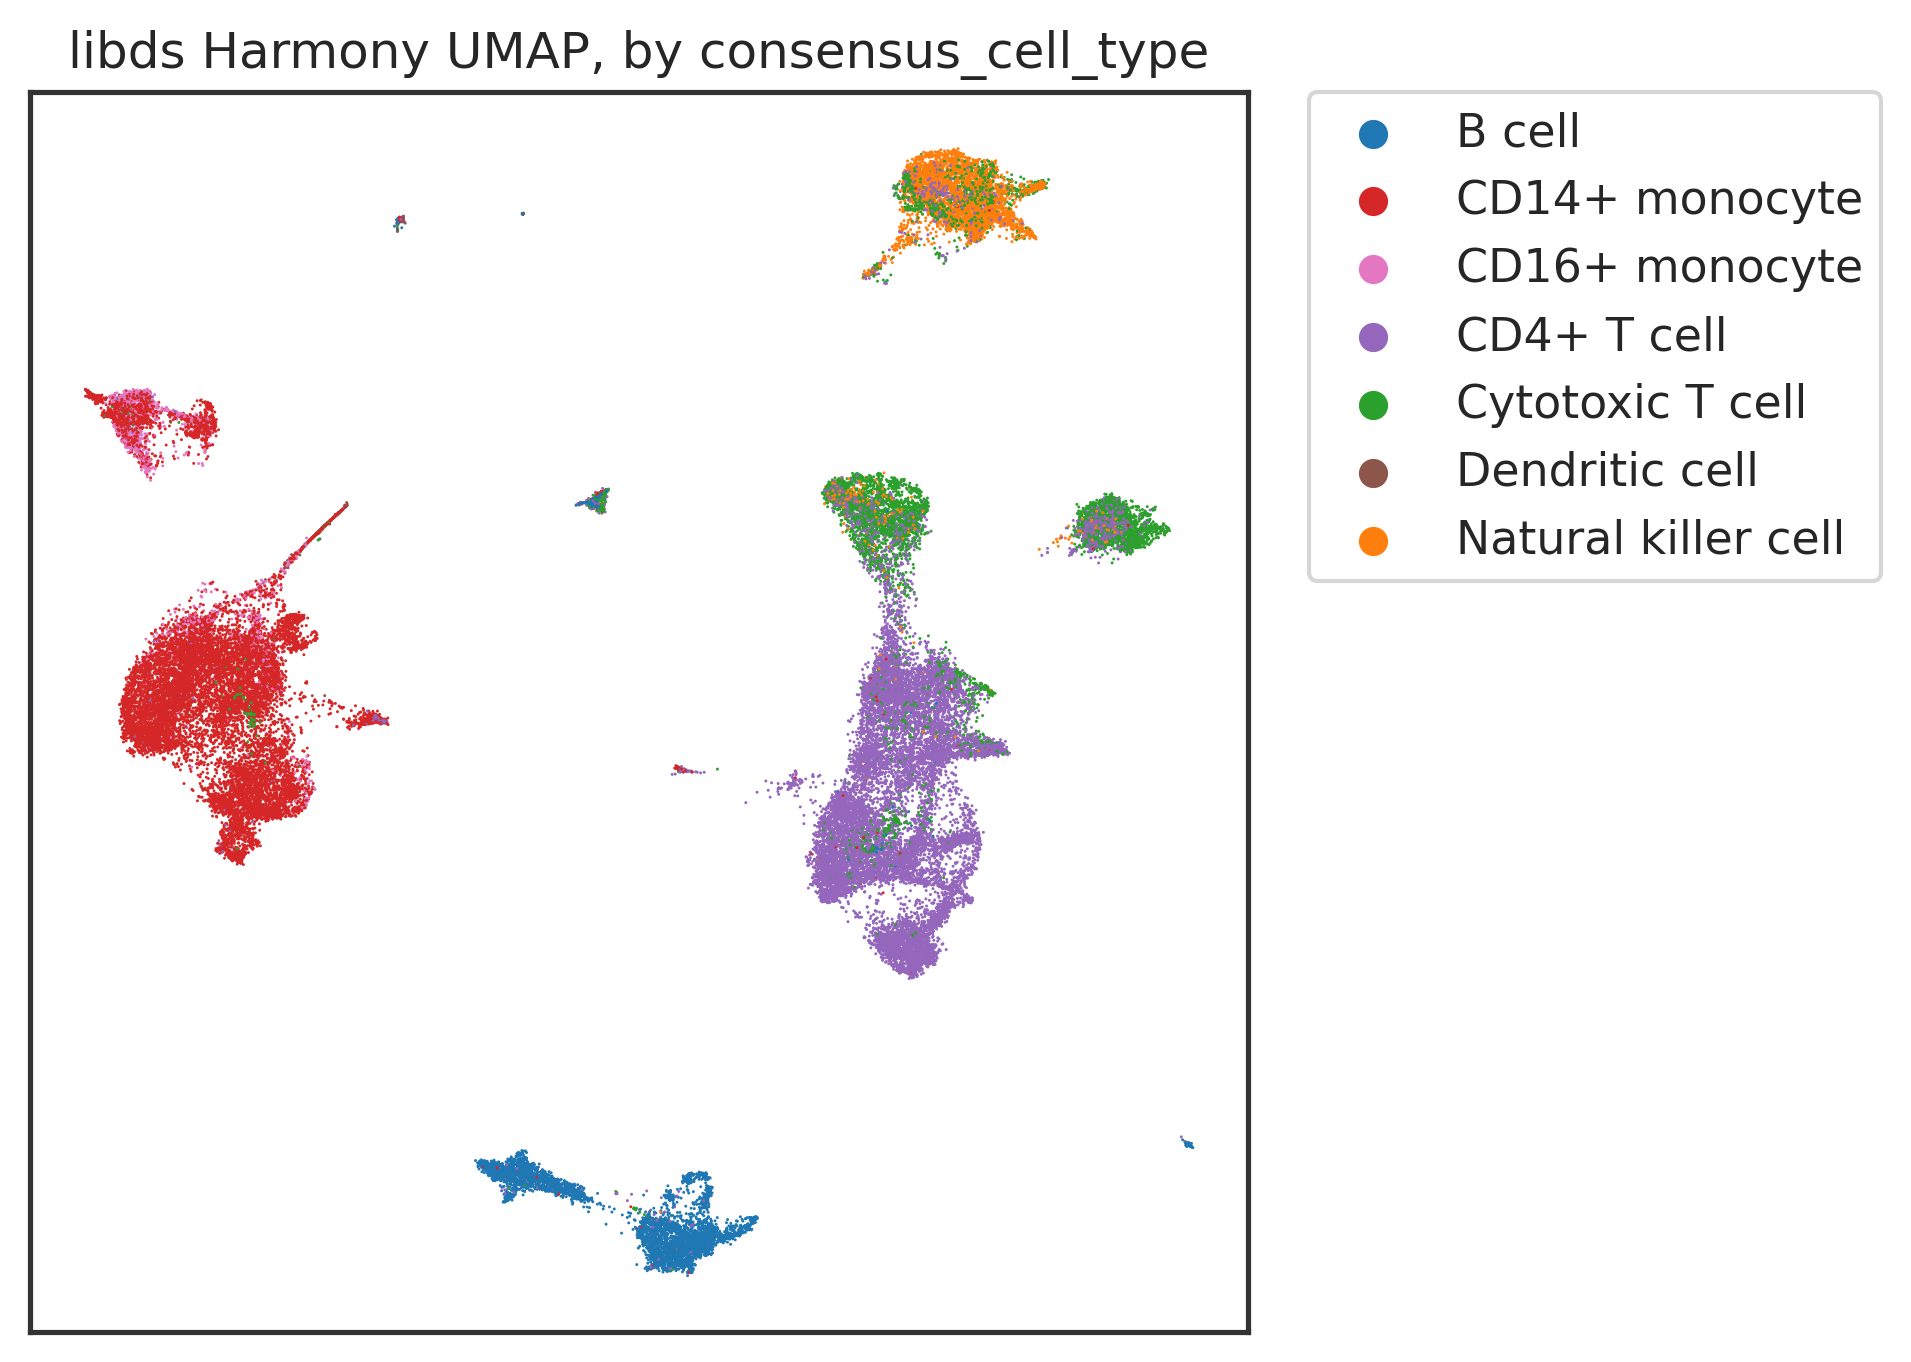 libds Harmony UMAP, by consensus_cell_type
B cell
CD14+ monocyte
CD16+ monocyte
CD4+ T cell
Cytotoxic T cell
Dendritic cell
Natural killer cell